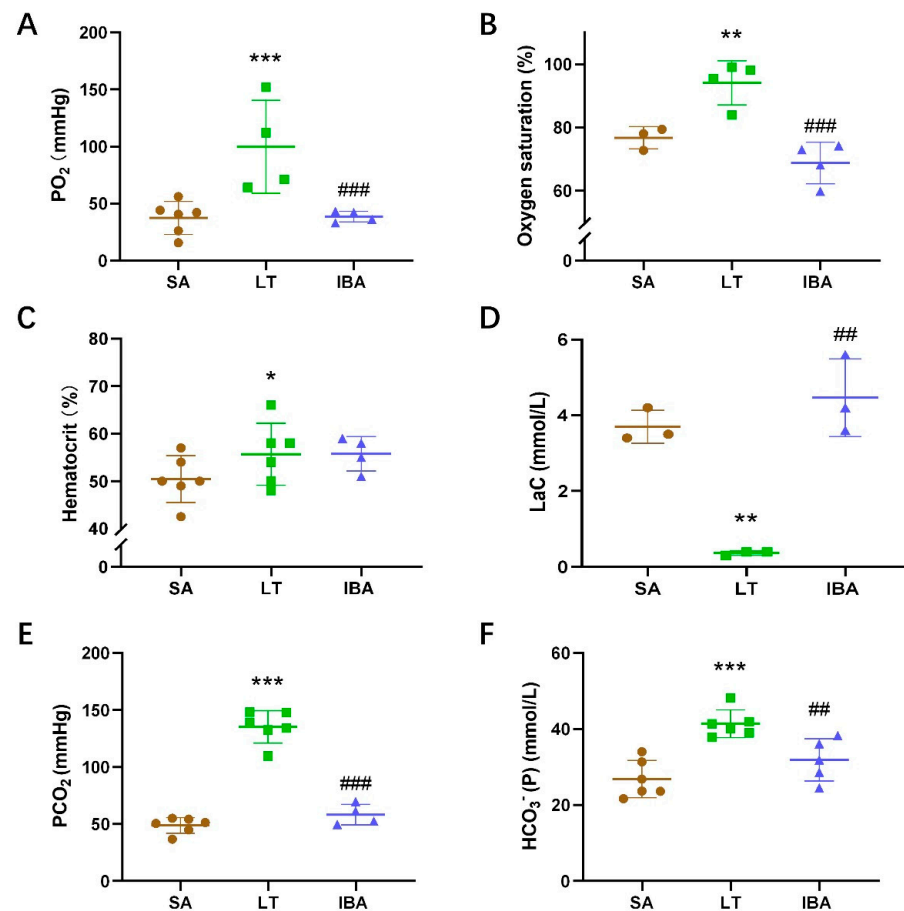 A
200
150
100
50
0
PO2 (mmHg)
***
###
SA LT IBA
B
100
80
60
0
Oxygen saturation (%)
**
###
SA LT IBA
C
80
70
60
50
40
0
Hematocrit (%)
*
SA LT IBA
D
6
4
2
0
LaC (mmol/L)
**
##
SA LT IBA
E
200
150
100
50
0
PCO2 (mmHg)
***
###
SA LT IBA
F
60
40
20
0
HCO3- (P) (mmol/L)
***
##
SA LT IBA